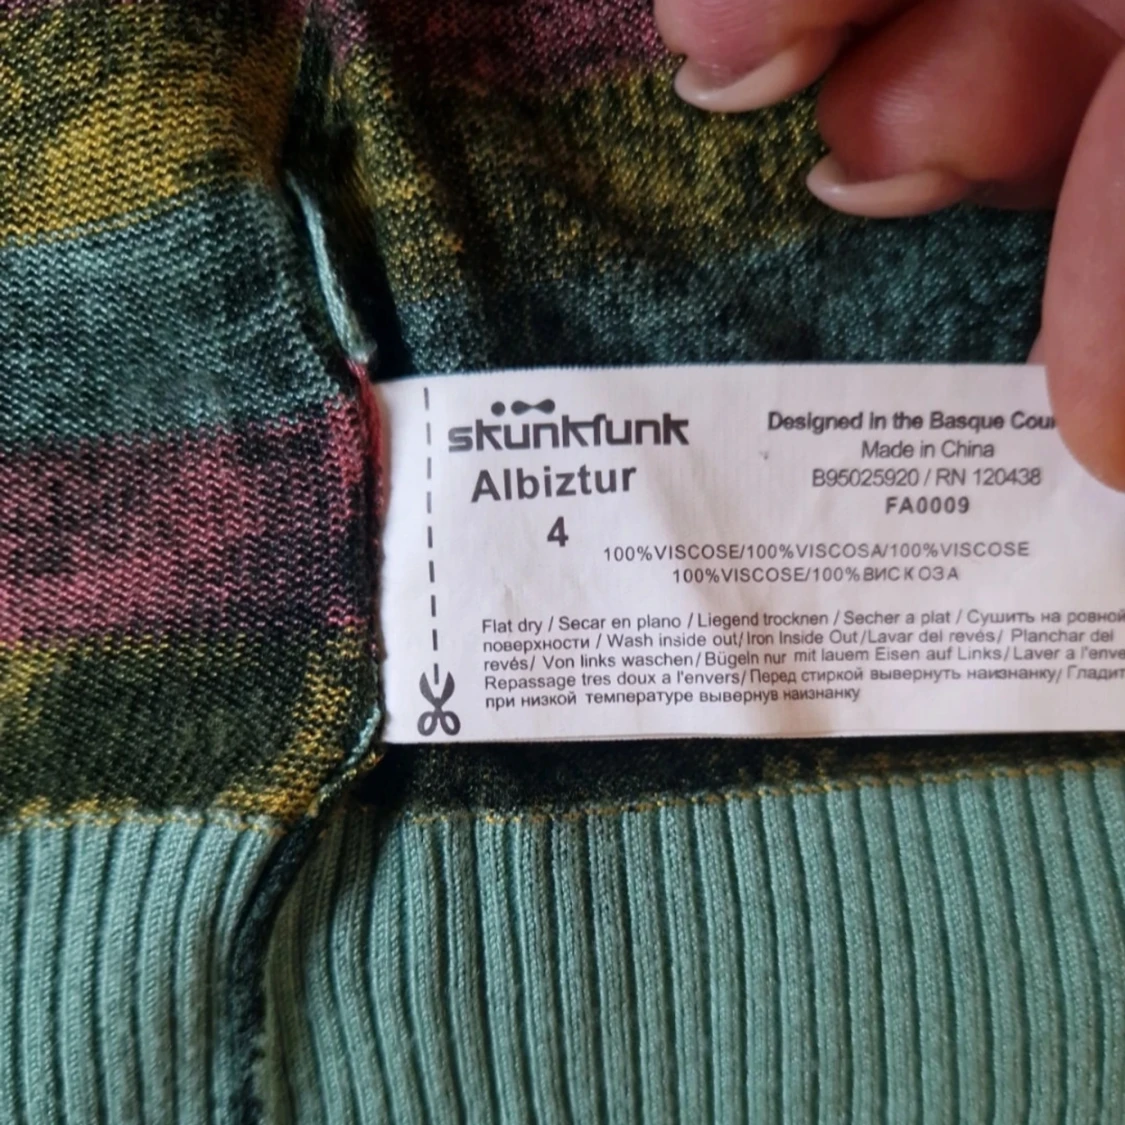 skünkfunk
Albiztur
4
Designed in the Basque
Made in China
B95025920 / RN 120438
FA0009
100%VISCOSE/100%VISCOSA/100%VISCOSE
100%VISCOSE/100%ВИСКОЗА
Flat dry / Secar en plano / Liegend trocknen / Secher a plat / Сушить на ровной
поверхности / Wash inside out/ Iron Inside Out/Lavar del revés/ Planchar del
revés/ Von links waschen/Bügeln nur mit lauem Eisen auf Links/Laver a l'enve
Repassage tres doux a l'envers/Перед стиркой вывернуть наизнанку/ Гладит
при низкой температуре вывернув наизнанку